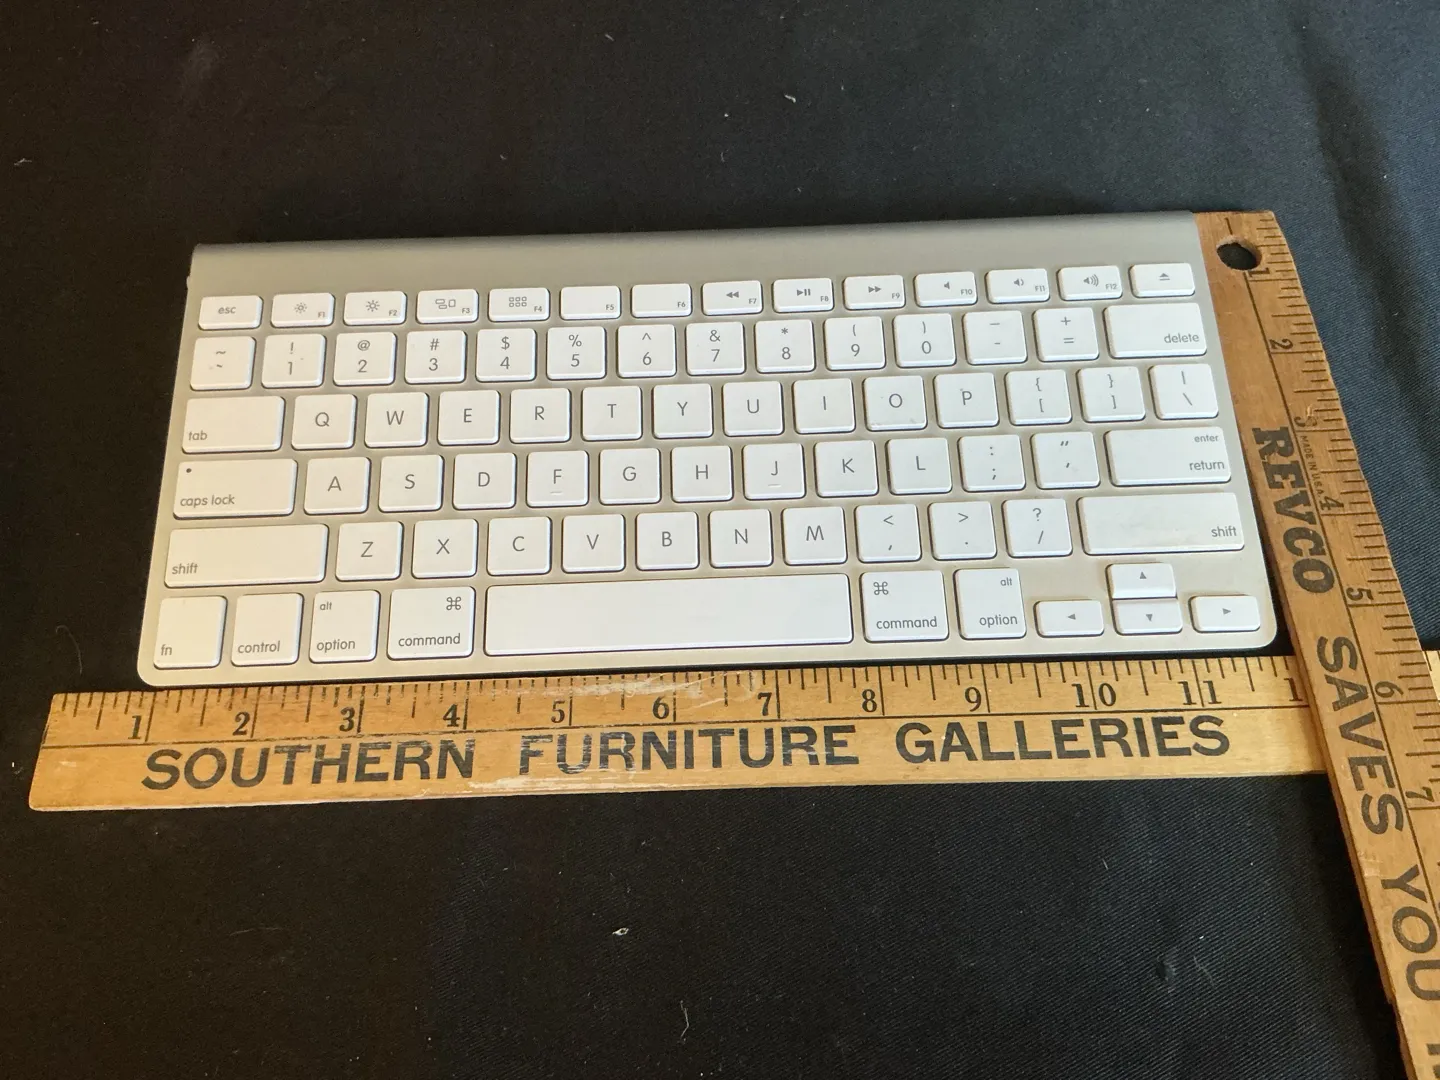 esc F1 F2 F3 F4 F5 F6 F7 F8 F9 F10 F11 F12
~ ! @ # $ % ^ & * ( ) — +
` 1 2 3 4 5 6 7 8 9 0 - = delete
tab Q W E R T Y U I O P { [ } ] | \
caps lock A S D F G H J K L : ; " ' enter return
shift Z X C V B N M < , > . ? / shift
fn control alt option ⌘ command ⌘ command alt option ◄ ▲ ▼ ►
1 2 3 4 5 6 7 8 9 10 11
SOUTHERN FURNITURE GALLERIES
1 2 3 4 5 6 7
MADE IN U.S.A.
REVCO SAVES YOU